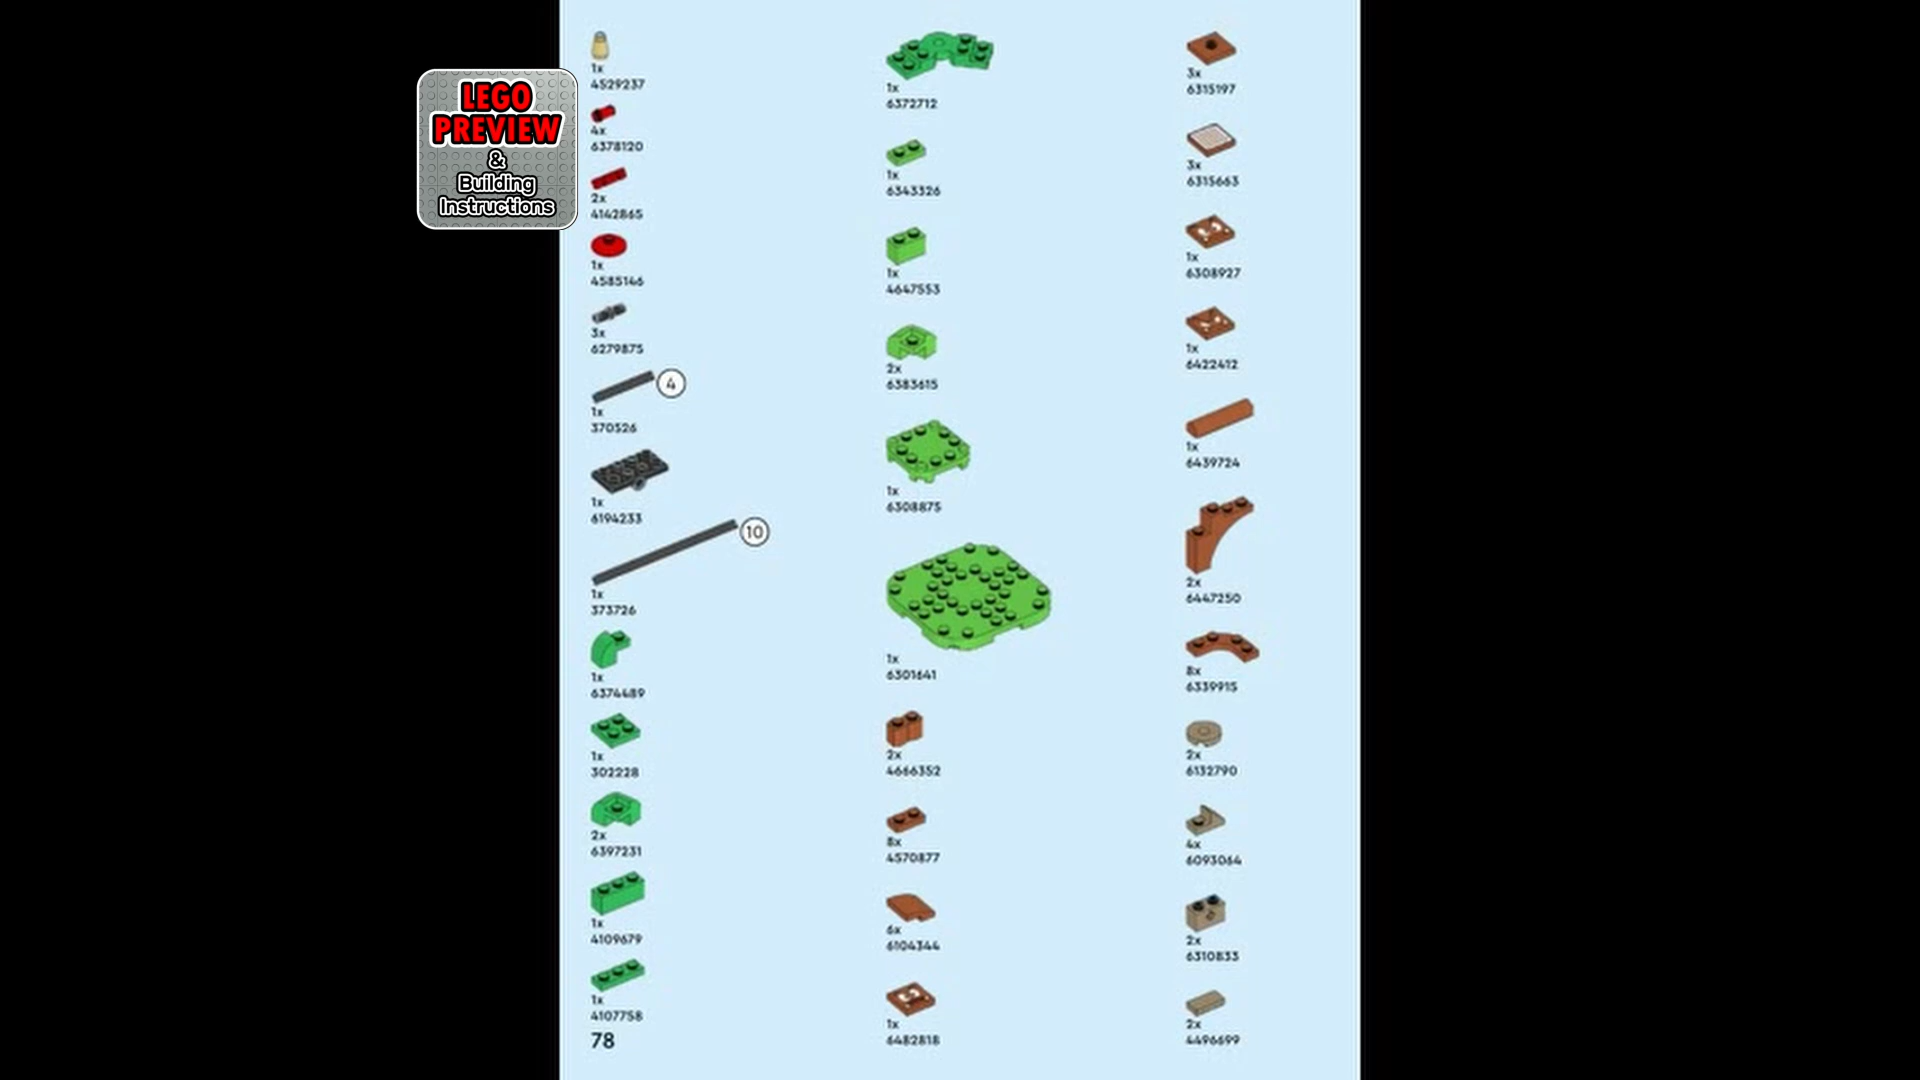 LEGO
PREVIEW
&
Building
Instructions
1x
4529237
4x
6378120
2x
4142865
1x
4585146
3x
6279875
4
1x
370526
1x
6194233
10
1x
373726
1x
6374489
1x
302228
2x
6397231
1x
4109679
1x
4107758
78
1x
6372712
1x
6343326
1x
4647553
2x
6383615
1x
6308875
1x
6301641
2x
4666352
8x
4570877
6x
6104344
1x
6482818
3x
6315197
3x
6315663
1x
6308927
1x
6422412
1x
6439724
2x
6447250
8x
6339915
2x
6132790
4x
6093064
2x
6310833
2x
4496699